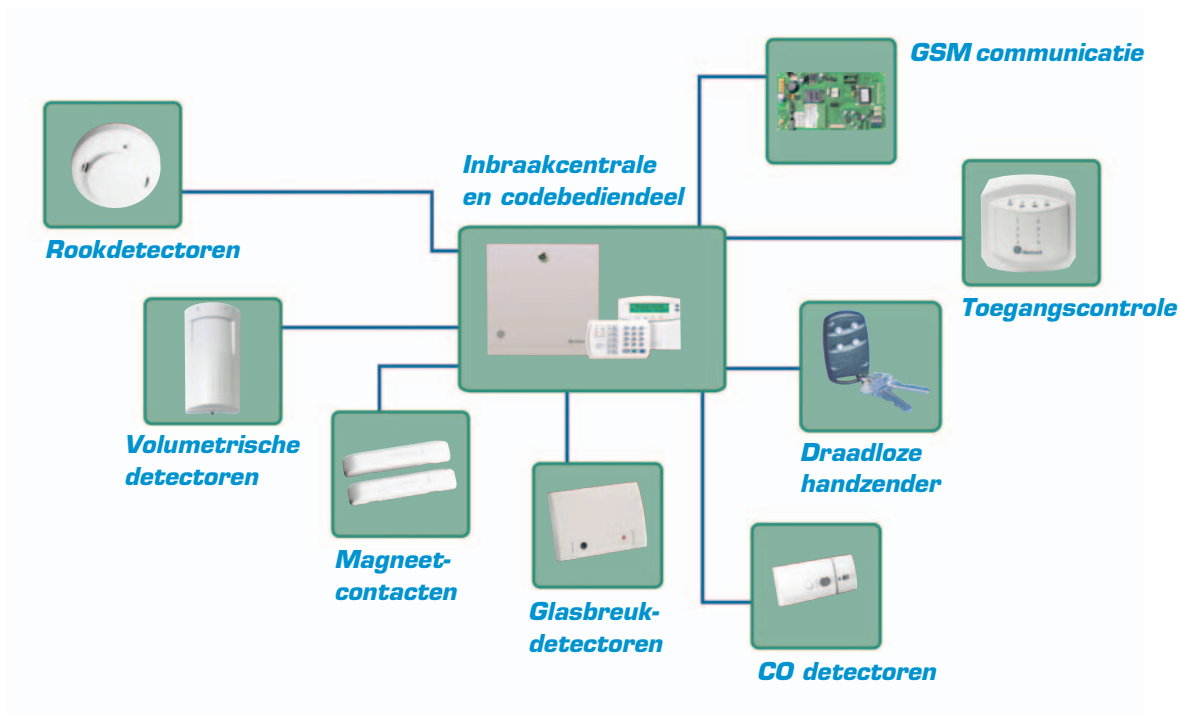 GSM communicatie
Inbraakcentrale
en codebediendeel
Rookdetectoren
Toegangscontrole
Volumetrische
detectoren
Draadloze
handzender
Magneet-
contacten
Glasbreuk-
detectoren
CO detectoren